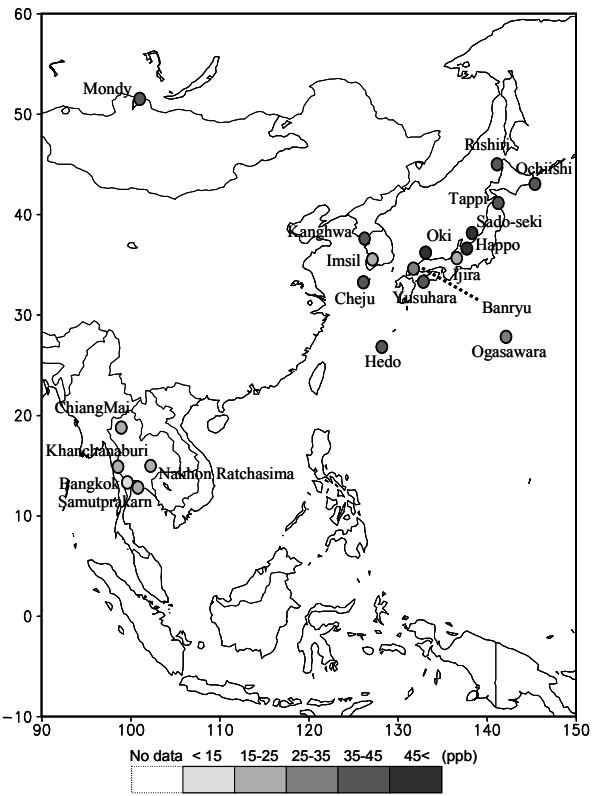 60
50
40
30
20
10
0
−10
Mondy
Rishiri
Ochiishi
Tappi
Sado-seki
Kanghwa
Oki
Happo
Imsil
Ijira
Cheju
Yusuhara
Banryu
Hedo
Ogasawara
ChiangMai
Khanchanaburi
Nakhon Ratchasima
Bangkok
Samutprakarn
90 100 110 120 130 140 150
No data < 15 15-25 25-35 35-45 45< (ppb)